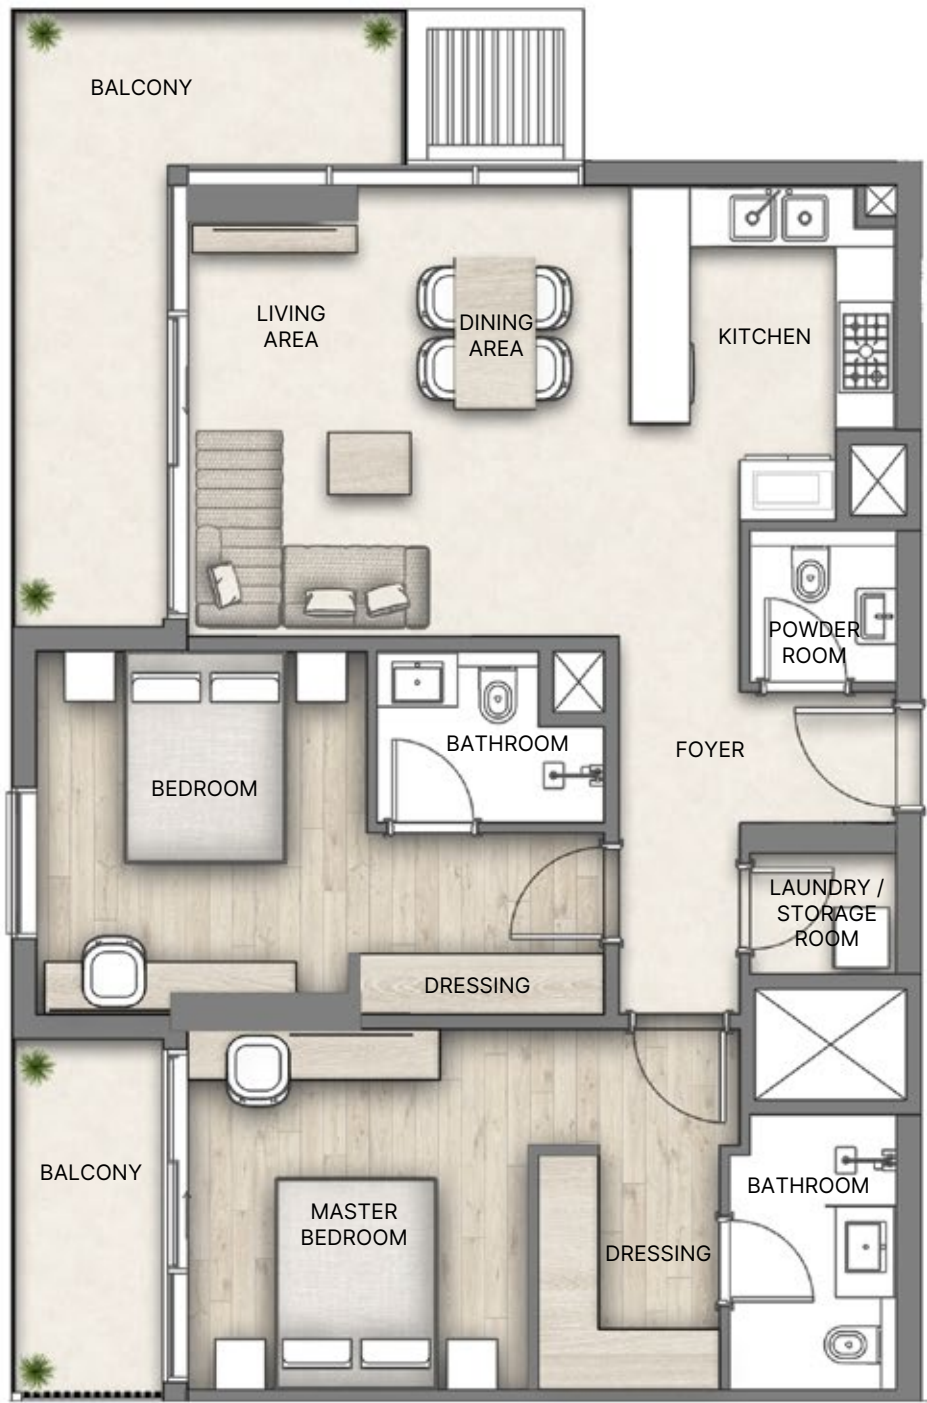 BALCONY
LIVING
AREA
DINING
AREA
KITCHEN
POWDER
ROOM
BATHROOM
FOYER
BEDROOM
LAUNDRY /
STORAGE
ROOM
DRESSING
BALCONY
MASTER
BEDROOM
BATHROOM
DRESSING